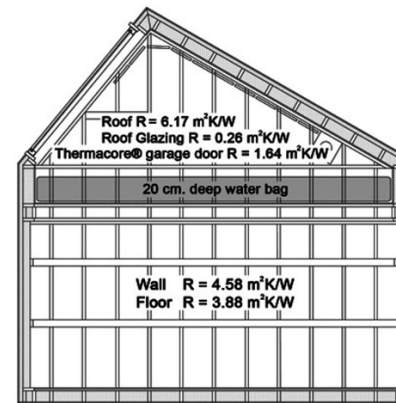 Roof R = 6.17 m²K/W
Roof Glazing R = 0.26 m²K/W
Thermacore® garage door R = 1.64 m²K/W
20 cm. deep water bag
Wall R = 4.58 m²K/W
Floor R = 3.88 m²K/W